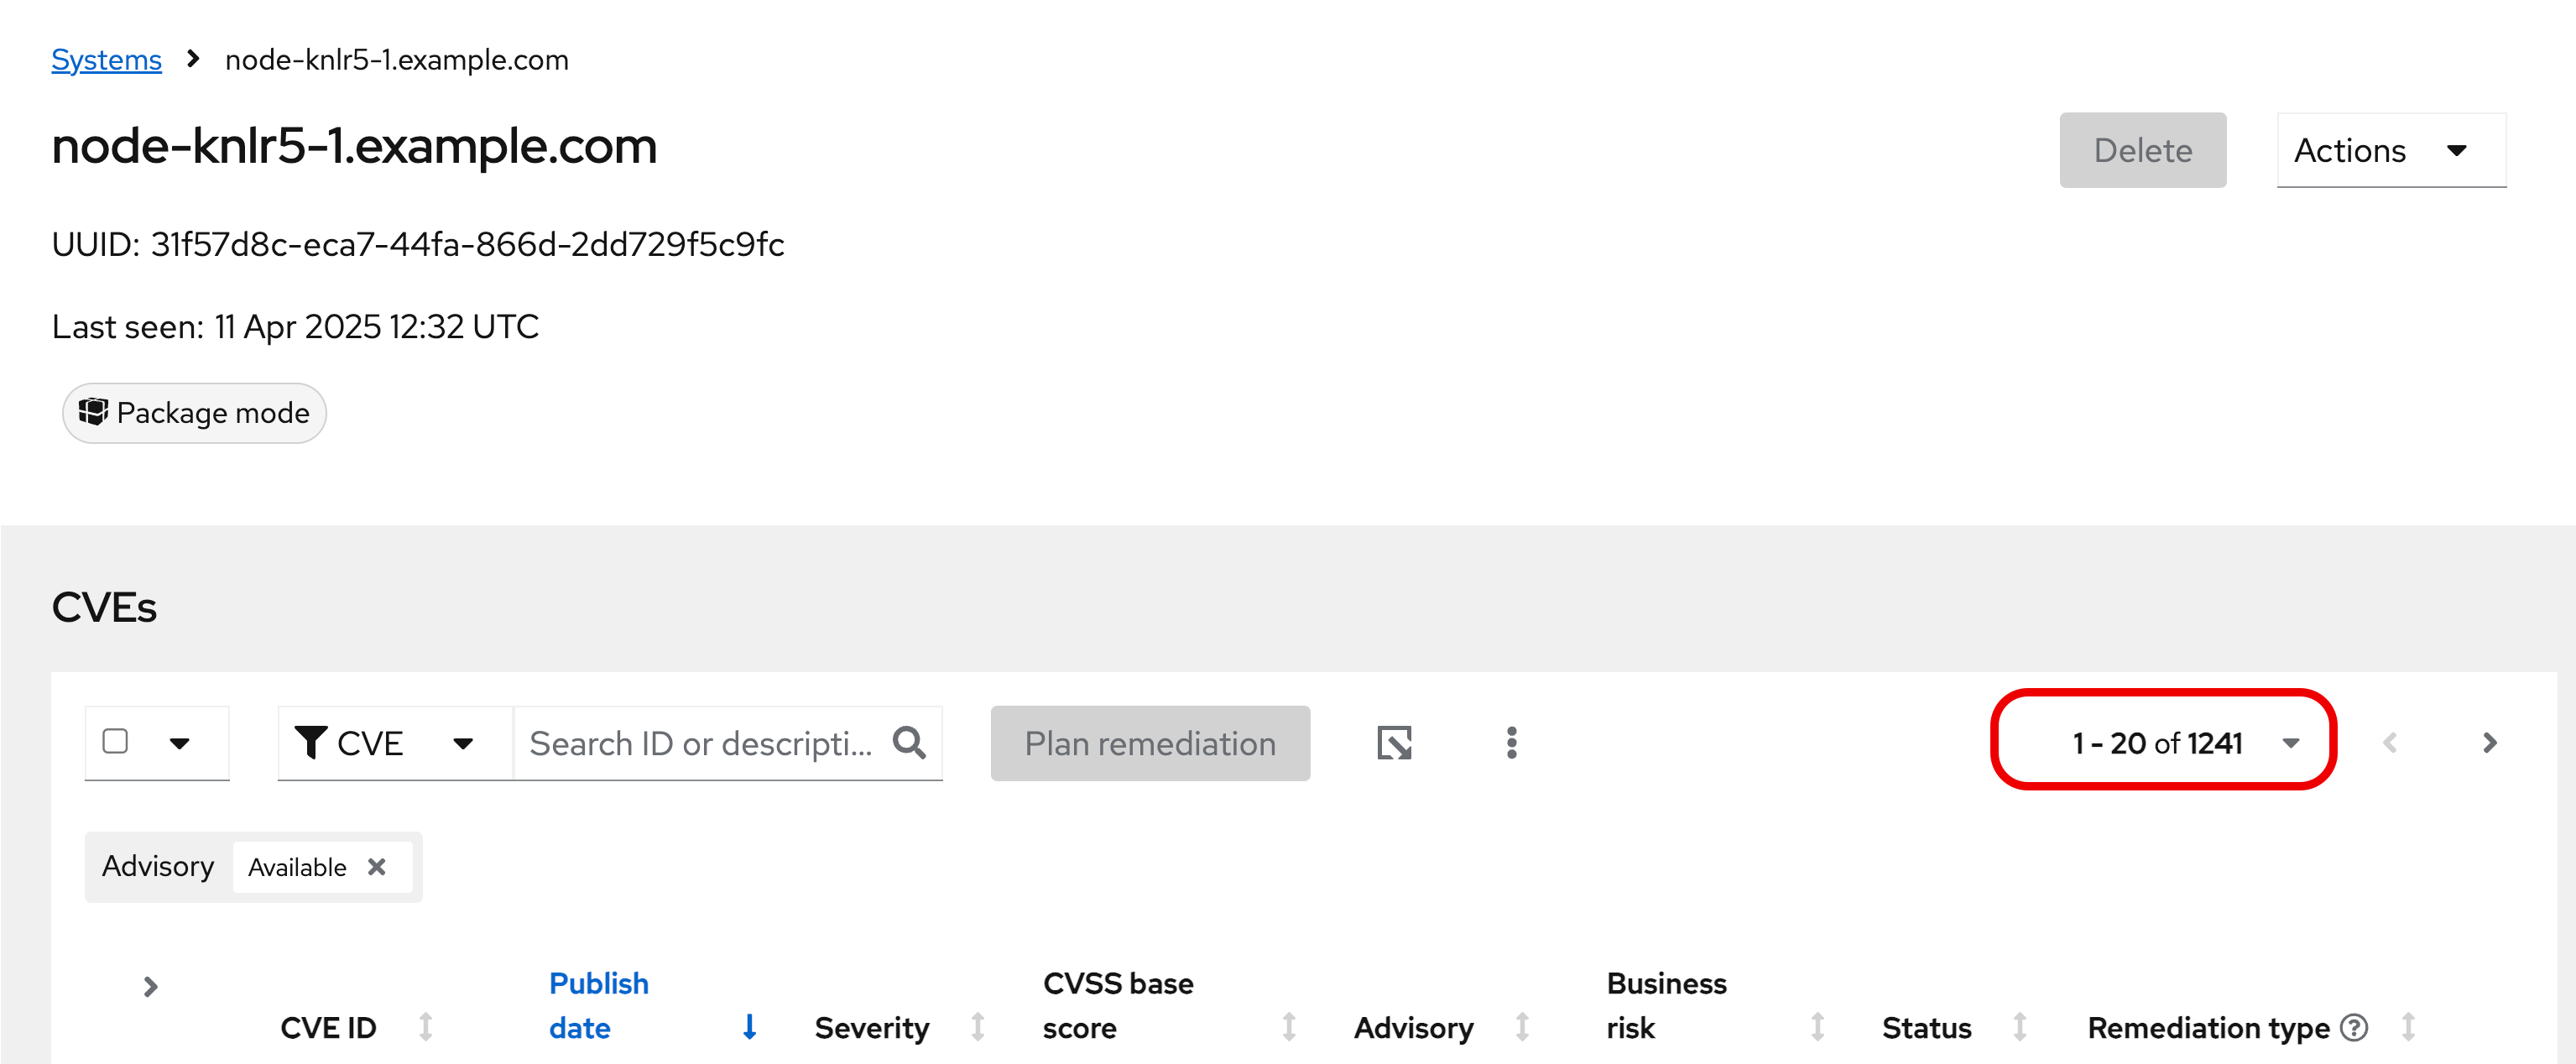 Systems > node-knlr5-1.example.com
node-knlr5-1.example.com
Delete
Actions
UUID: 31f57d8c-eca7-44fa-866d-2dd729f5c9fc
Last seen: 11 Apr 2025 12:32 UTC
Package mode
CVEs
CVE
Search ID or descripti...
Plan remediation
1 - 20 of 1241
Advisory
Available
CVE ID
Publish
date
Severity
CVSS base
score
Advisory
Business
risk
Status
Remediation type